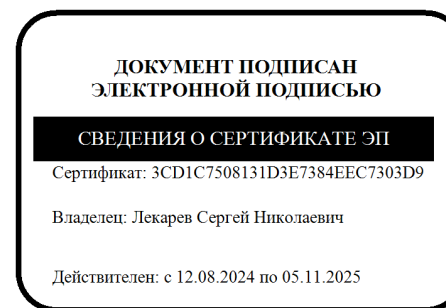 ДОКУМЕНТ ПОДПИСАН
ЭЛЕКТРОННОЙ ПОДПИСЬЮ
СВЕДЕНИЯ О СЕРТИФИКАТЕ ЭП
Сертификат: 3CD1C7508131D3E7384EEC7303D9
Владелец: Лекарев Сергей Николаевич
Действителен: с 12.08.2024 по 05.11.2025